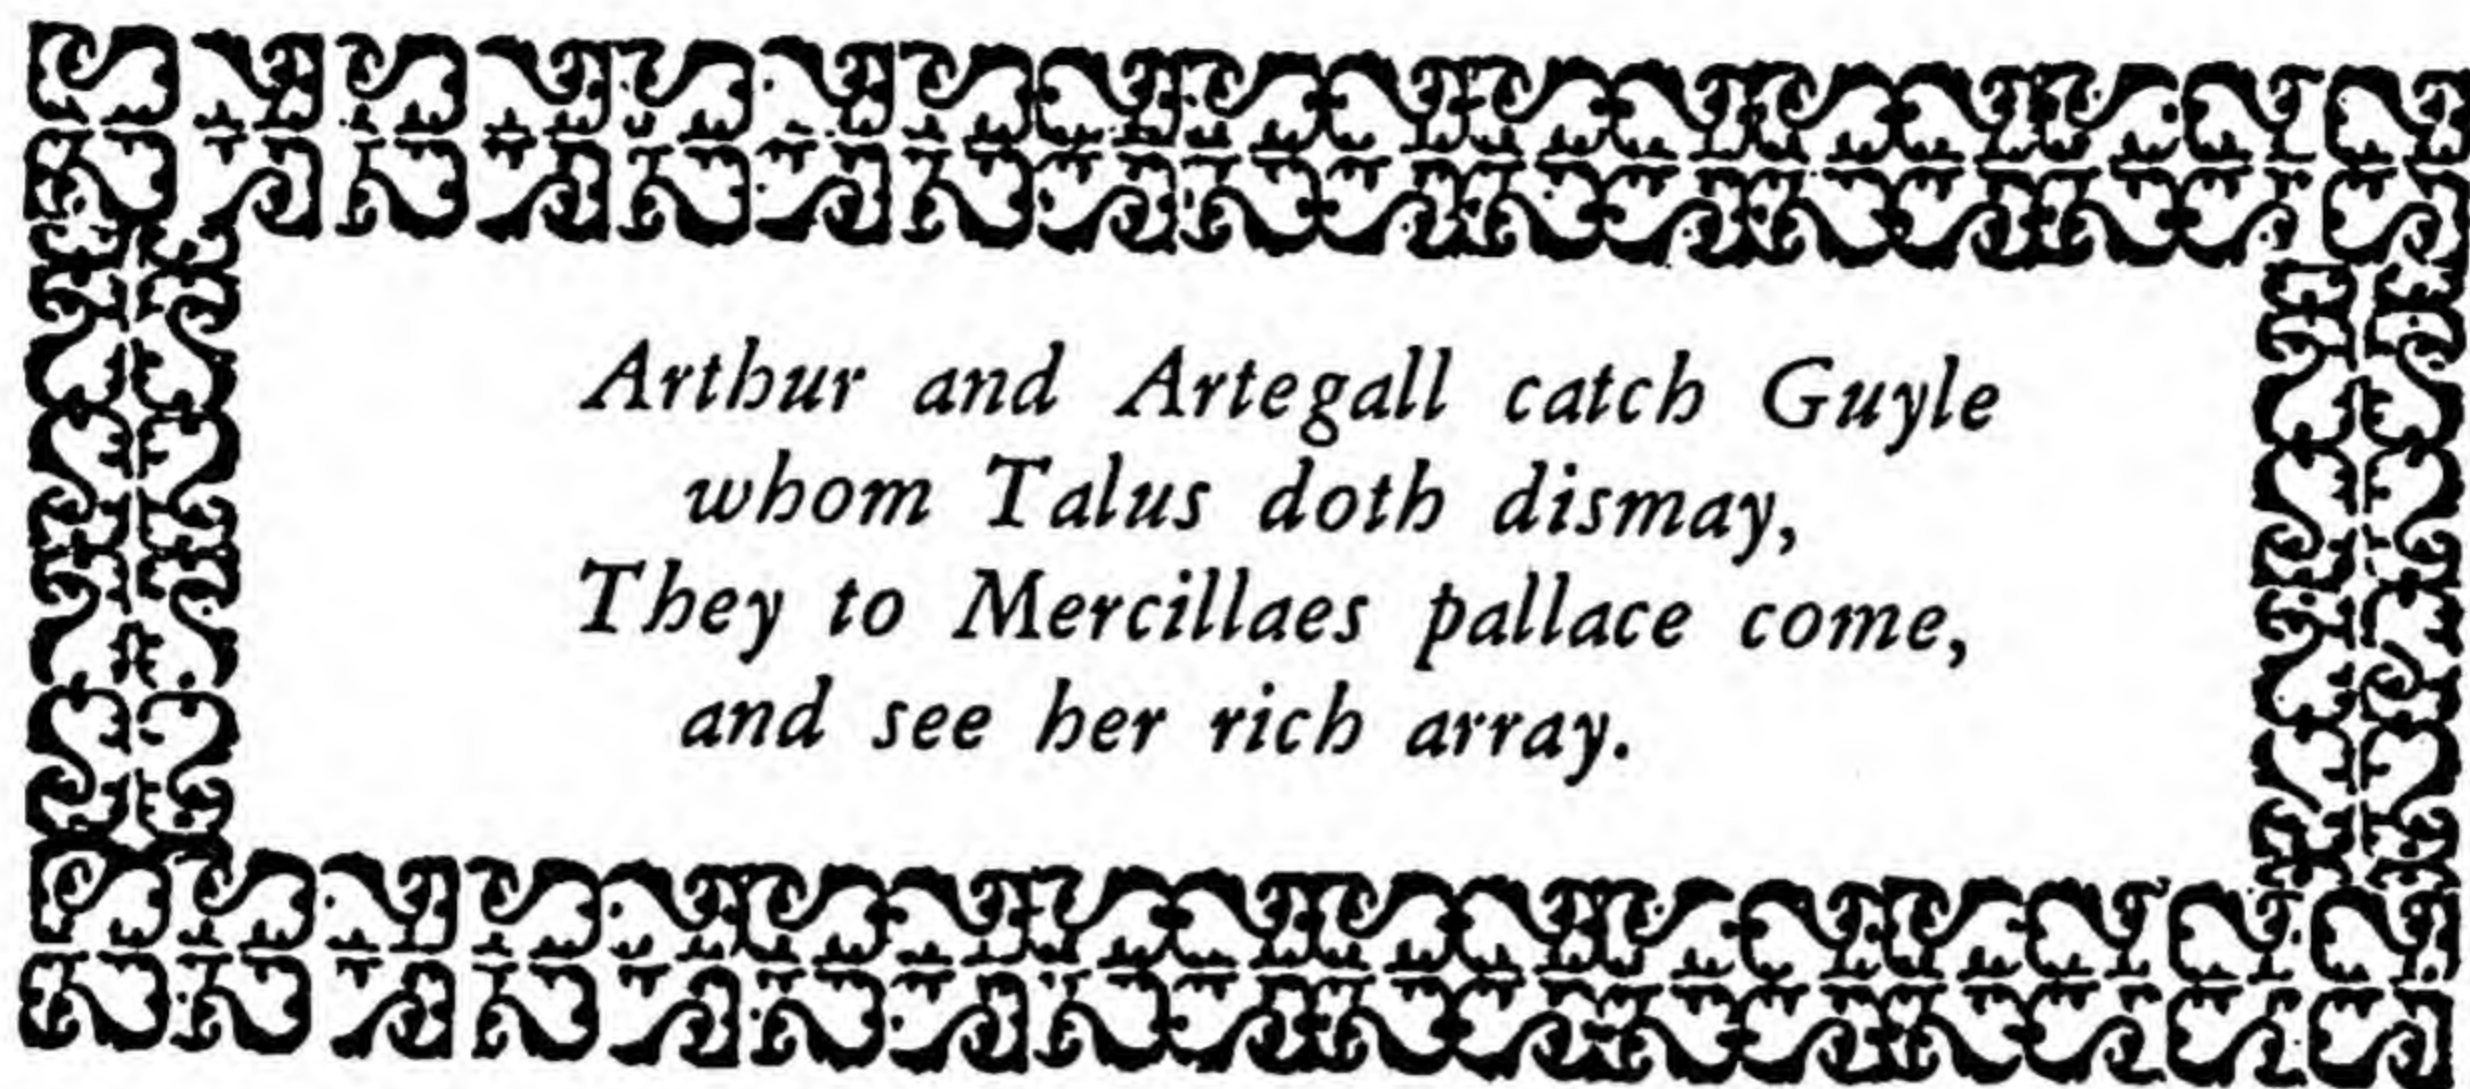 Arthur and Artegall catch Guyle
whom Talus doth dismay,
They to Mercillaes pallace come,
and see her rich array.